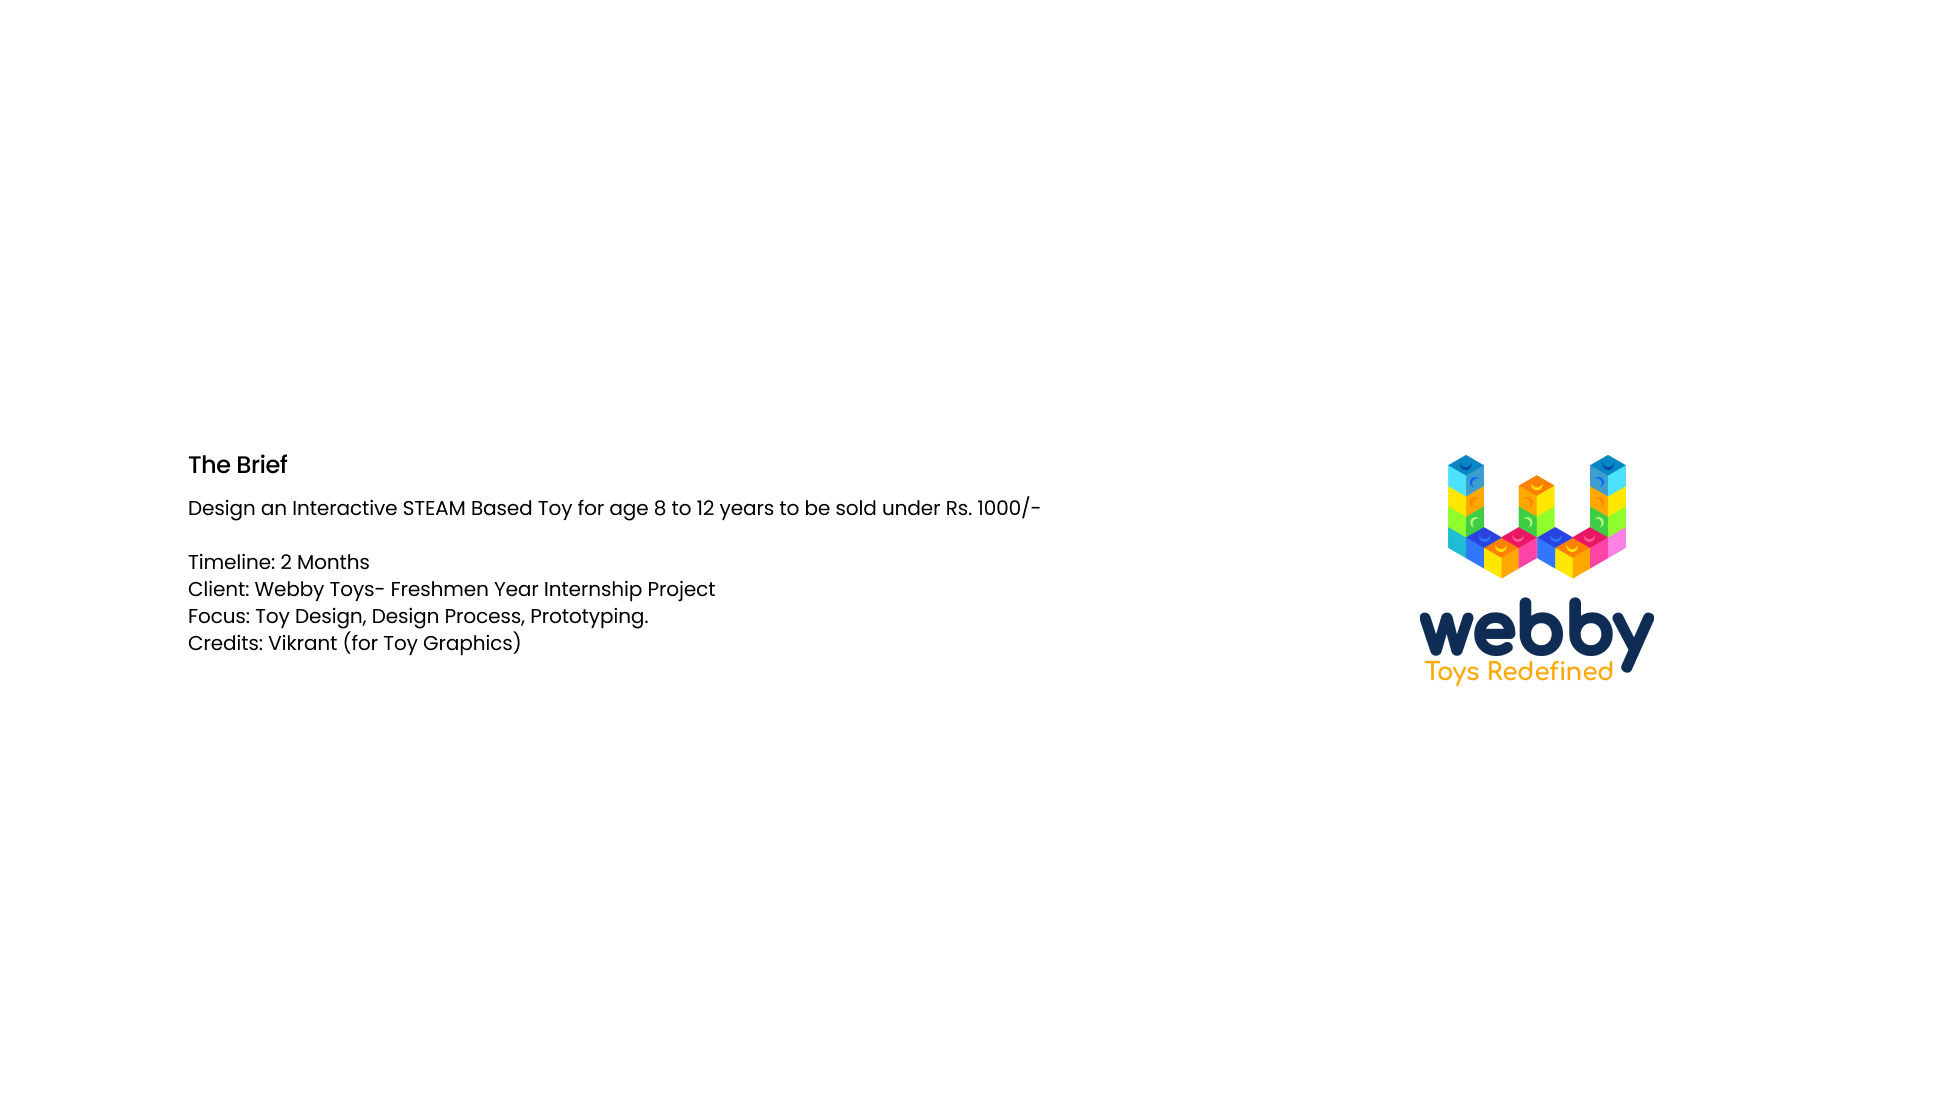 The Brief
Design an Interactive STEAM Based Toy for age 8 to 12 years to be sold under Rs. 1000/-
Timeline: 2 Months
Client: Webby Toys- Freshmen Year Internship Project
Focus: Toy Design, Design Process, Prototyping.
Credits: Vikrant (for Toy Graphics)
webby
Toys Redefined